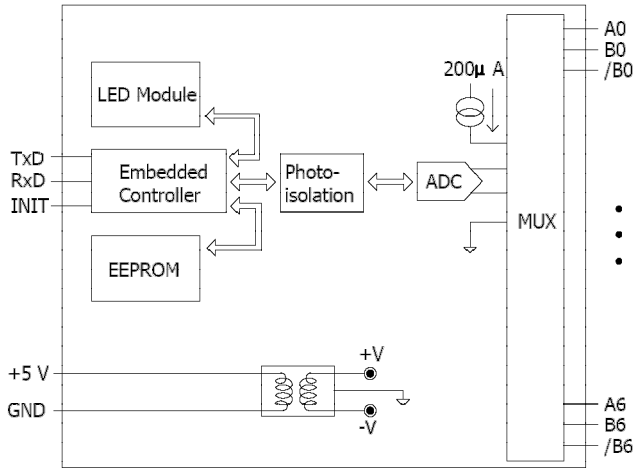 A0
B0
/B0
200µ A
LED Module
TxD
RxD
INIT
Embedded
Controller
Photo-
isolation
ADC
MUX
EEPROM
+5 V
GND
+V
-V
A6
B6
/B6